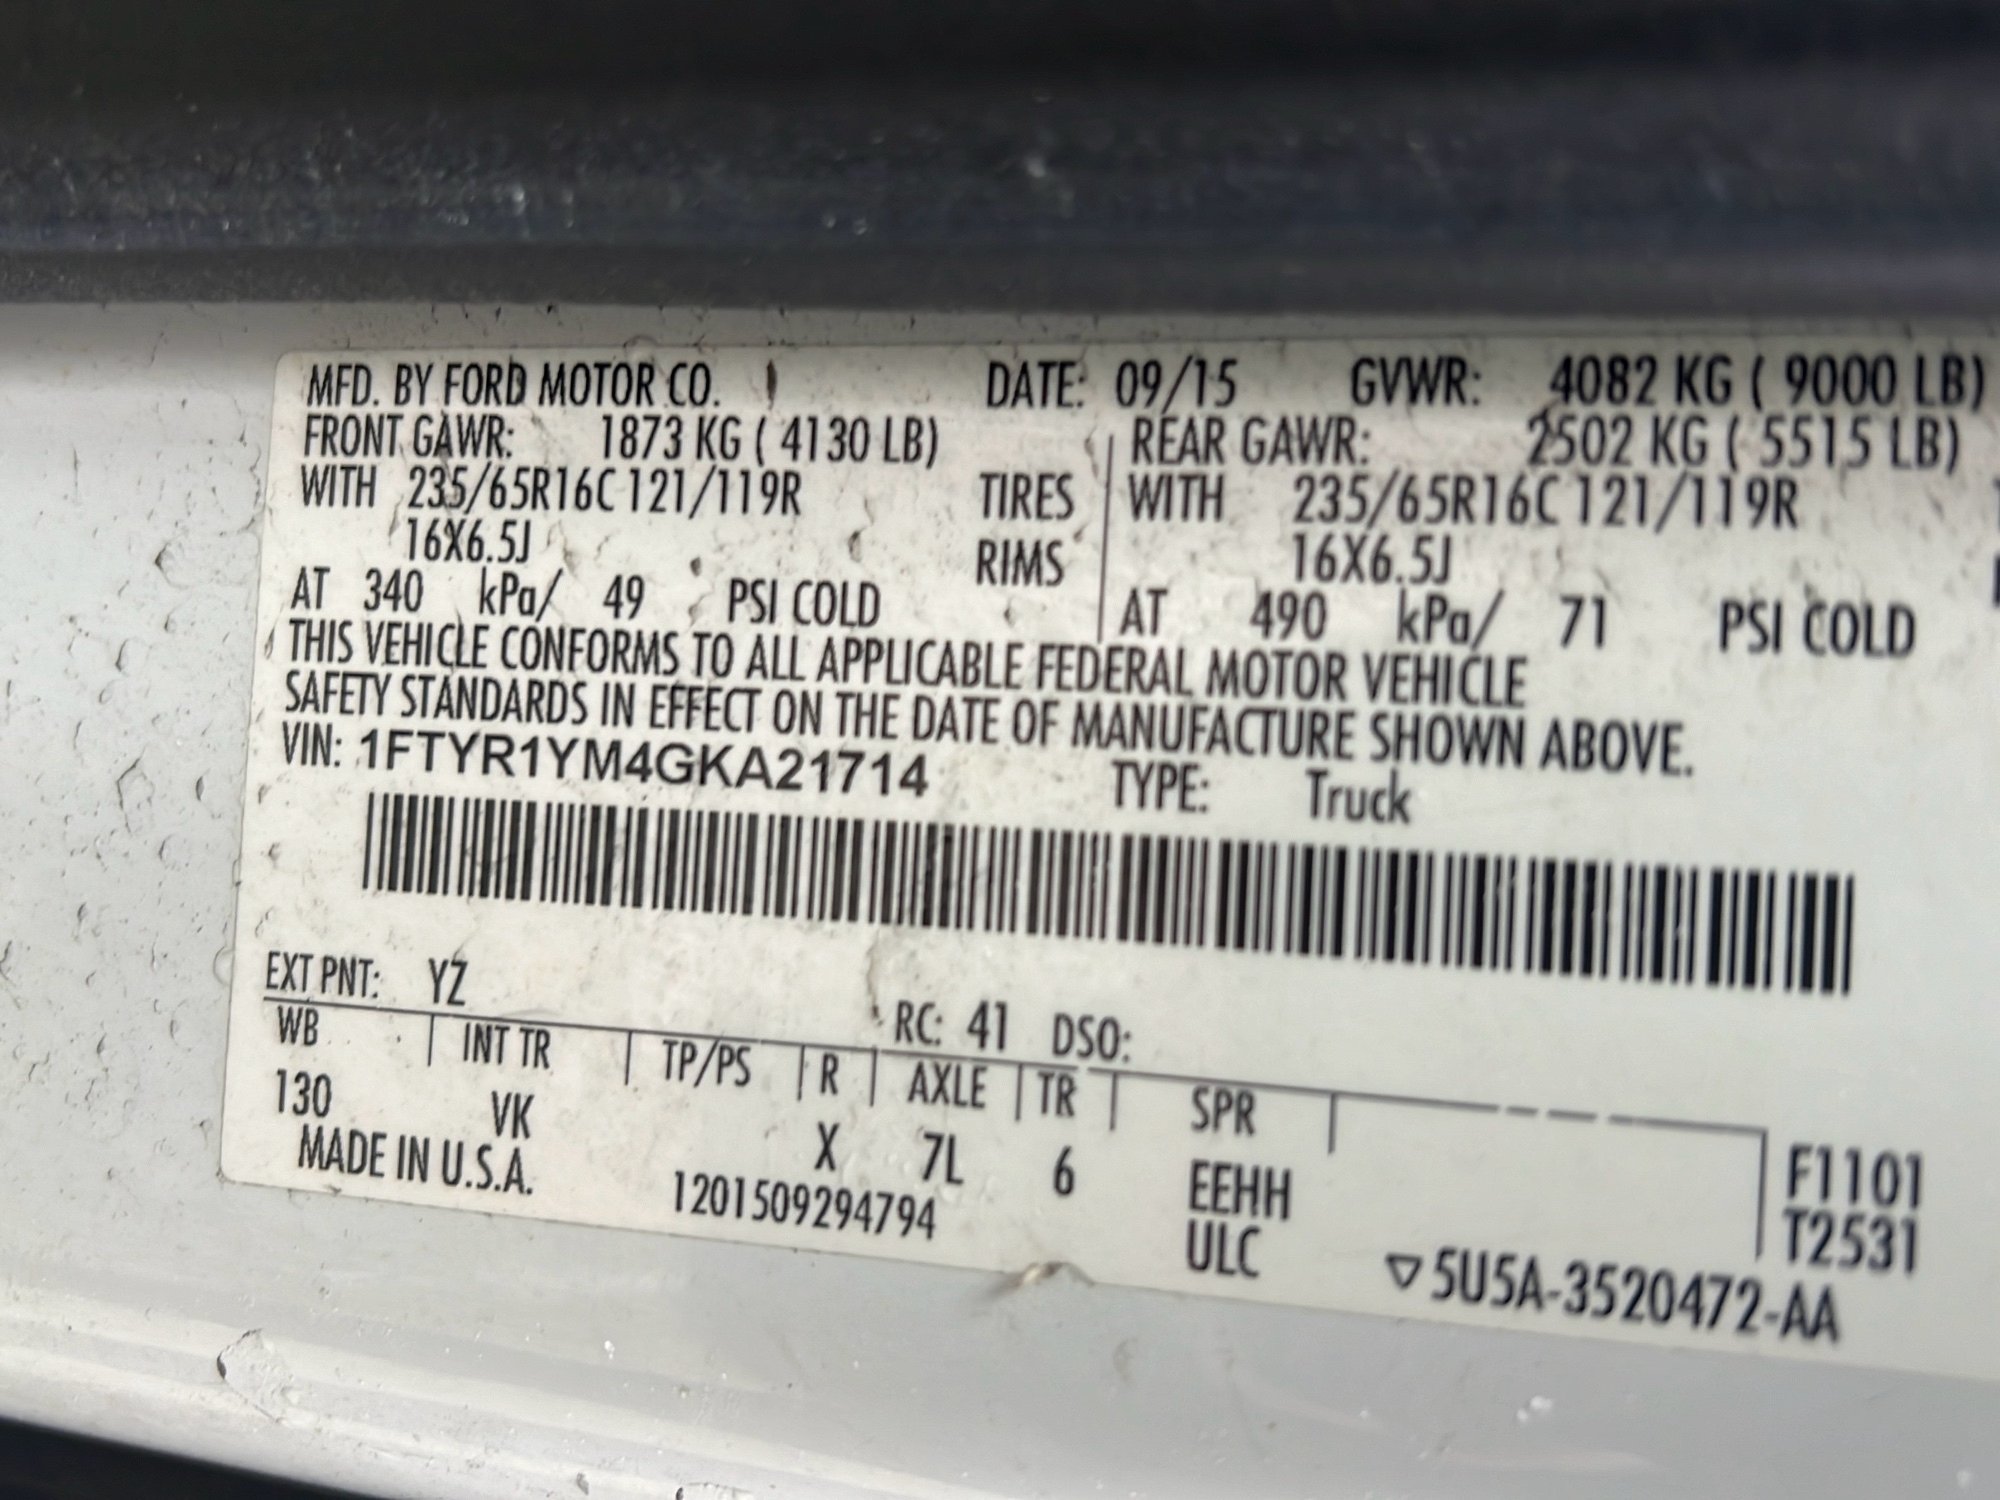 MFD. BY FORD MOTOR CO. DATE: 09/15 GVWR: 4082 KG ( 9000 LB)
FRONT GAWR: 1873 KG ( 4130 LB) REAR GAWR: 2502 KG ( 5515 LB)
WITH 235/65R16C 121/119R TIRES WITH 235/65R16C 121/119R
16X6.5J RIMS 16X6.5J
AT 340 kPa/ 49 PSI COLD AT 490 kPa/ 71 PSI COLD
THIS VEHICLE CONFORMS TO ALL APPLICABLE FEDERAL MOTOR VEHICLE
SAFETY STANDARDS IN EFFECT ON THE DATE OF MANUFACTURE SHOWN ABOVE.
VIN: 1FTYR1YM4GKA21714 TYPE: Truck
EXT PNT: YZ RC: 41 DSO:
WB INT TR TP/PS R AXLE TR SPR
130 VK X 7L 6 EEHH F1101
MADE IN U.S.A. 1201509294794 ULC T2531
▽5U5A-3520472-AA